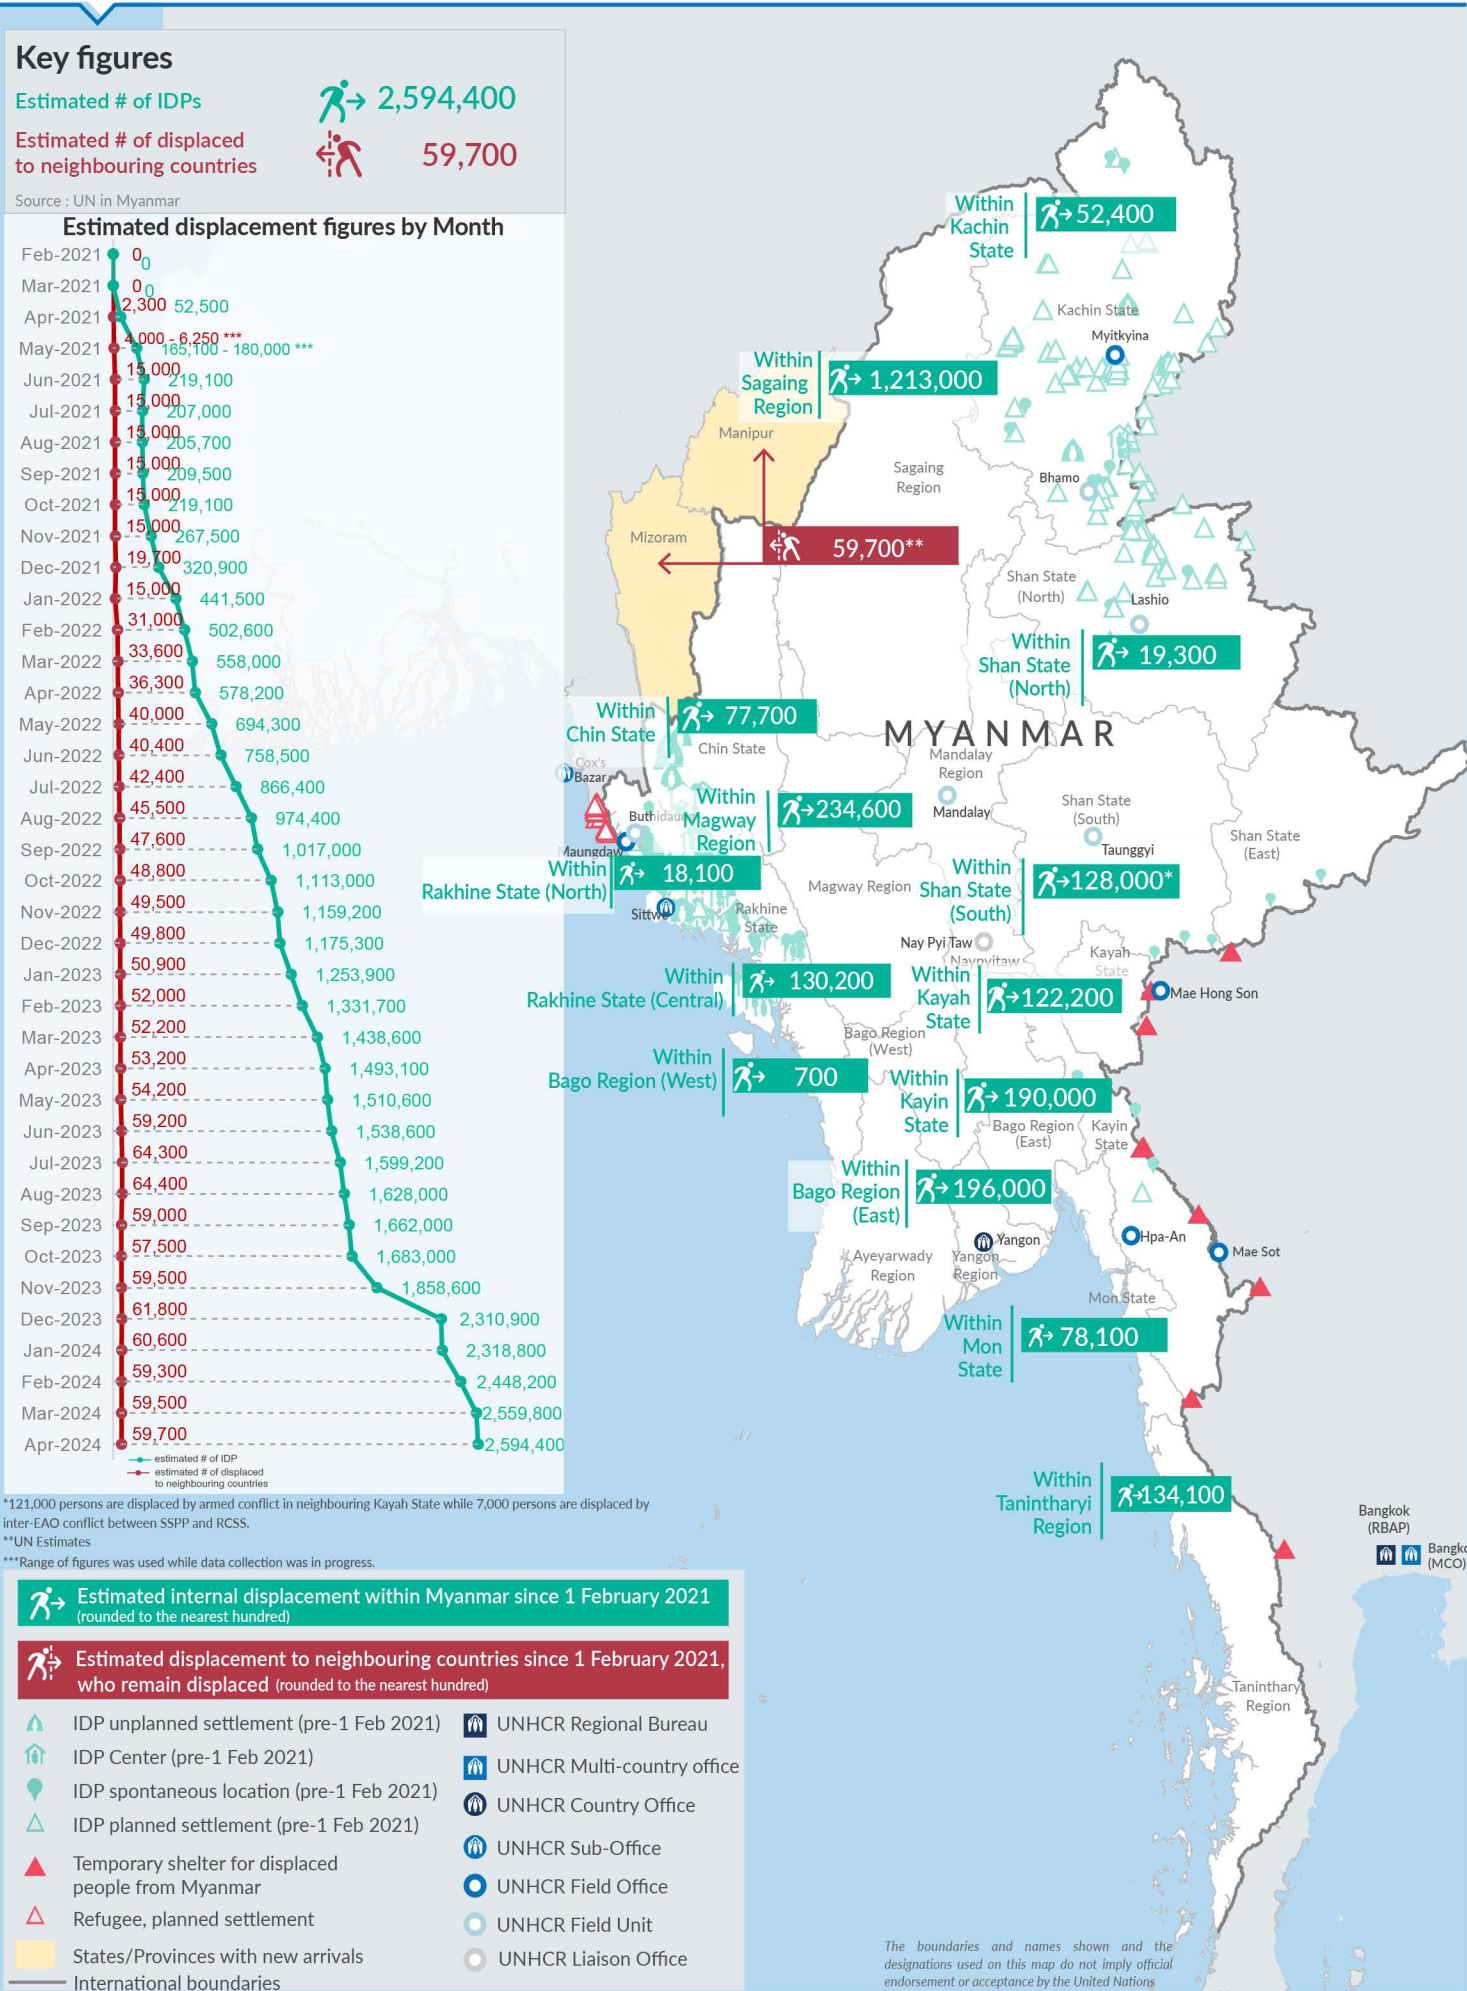 Key figures
Estimated # of IDPs
2,594,400
Estimated # of displaced
to neighbouring countries
59,700
Source : UN in Myanmar
Estimated displacement figures by Month
Feb-2021 0 0
Mar-2021 0 0
Apr-2021 2,300 52,500
May-2021 4,000 - 6,250 *** 165,100 - 180,000 ***
Jun-2021 15,000 219,100
Jul-2021 15,000 207,000
Aug-2021 15,000 205,700
Sep-2021 15,000 209,500
Oct-2021 15,000 219,100
Nov-2021 15,000 267,500
Dec-2021 19,700 320,900
Jan-2022 15,000 441,500
Feb-2022 31,000 502,600
Mar-2022 33,600 558,000
Apr-2022 36,300 578,200
May-2022 40,000 694,300
Jun-2022 40,400 758,500
Jul-2022 42,400 866,400
Aug-2022 45,500 974,400
Sep-2022 47,600 1,017,000
Oct-2022 48,800 1,113,000
Nov-2022 49,500 1,159,200
Dec-2022 49,800 1,175,300
Jan-2023 50,900 1,253,900
Feb-2023 52,000 1,331,700
Mar-2023 52,200 1,438,600
Apr-2023 53,200 1,493,100
May-2023 54,200 1,510,600
Jun-2023 59,200 1,538,600
Jul-2023 64,300 1,599,200
Aug-2023 64,400 1,628,000
Sep-2023 59,000 1,662,000
Oct-2023 57,500 1,683,000
Nov-2023 59,500 1,858,600
Dec-2023 61,800 2,310,900
Jan-2024 60,600 2,318,800
Feb-2024 59,300 2,448,200
Mar-2024 59,500 2,559,800
Apr-2024 59,700 2,594,400
estimated # of IDP
estimated # of displaced
to neighbouring countries
*121,000 persons are displaced by armed conflict in neighbouring Kayah State while 7,000 persons are displaced by
inter-EAO conflict between SSPP and RCSS.
**UN Estimates
***Range of figures was used while data collection was in progress.
Estimated internal displacement within Myanmar since 1 February 2021
(rounded to the nearest hundred)
Estimated displacement to neighbouring countries since 1 February 2021,
who remain displaced (rounded to the nearest hundred)
IDP unplanned settlement (pre-1 Feb 2021)
IDP Center (pre-1 Feb 2021)
IDP spontaneous location (pre-1 Feb 2021)
IDP planned settlement (pre-1 Feb 2021)
Temporary shelter for displaced
people from Myanmar
Refugee, planned settlement
States/Provinces with new arrivals
International boundaries
UNHCR Regional Bureau
UNHCR Multi-country office
UNHCR Country Office
UNHCR Sub-Office
UNHCR Field Office
UNHCR Field Unit
UNHCR Liaison Office
Within
Kachin
State
52,400
Kachin State
Myitkyina
Within
Sagaing
Region
1,213,000
Manipur
Sagaing
Region
Bhamo
Mizoram
59,700**
Shan State
(North)
Lashio
Within
Shan State
(North)
19,300
Within
Chin State
77,700
Chin State
MYANMAR
Mandalay
Region
Mandalay
Cox's
Bazar
Within
Magway
Region
234,600
Shan State
(South)
Taunggyi
Shan State
(East)
Maungdaw
Within
Rakhine State (North)
18,100
Magway Region
Within
Shan State
(South)
128,000*
Sittwe
Rakhine
State
Nay Pyi Taw
Naypyitaw
Kayah
State
Within
Rakhine State (Central)
130,200
Within
Kayah
State
122,200
Mae Hong Son
Bago Region
(West)
Within
Bago Region (West)
700
Within
Kayin
State
190,000
Bago Region
(East)
Kayin
State
Within
Bago Region
(East)
196,000
Yangon
Yangon
Region
Ayeyarwady
Region
Hpa-An
Mae Sot
Mon State
Within
Mon
State
78,100
Within
Tanintharyi
Region
134,100
Bangkok
(RBAP)
Bangko
(MCO)
Taninthary
Region
The boundaries and names shown and the
designations used on this map do not imply official
endorsement or acceptance by the United Nations